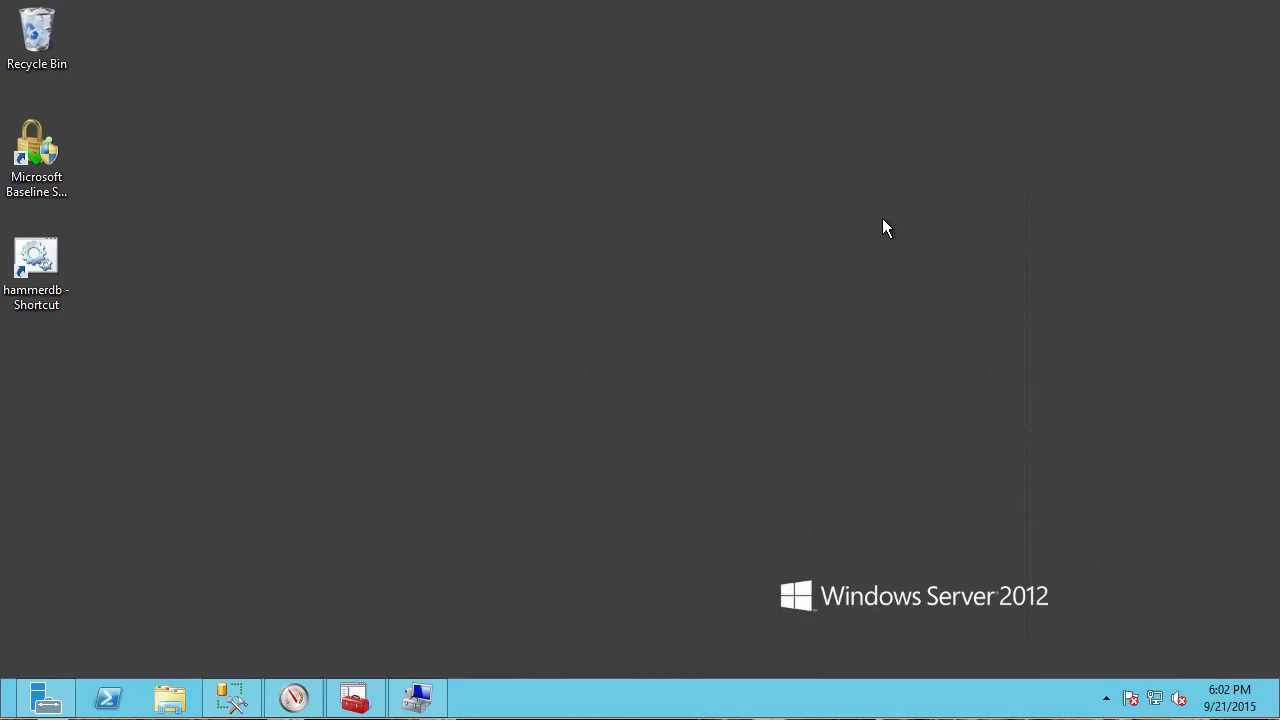 Recycle Bin
Microsoft
Baseline S...
hammerdb -
Shortcut
Windows Server 2012
6:02 PM
9/21/2015